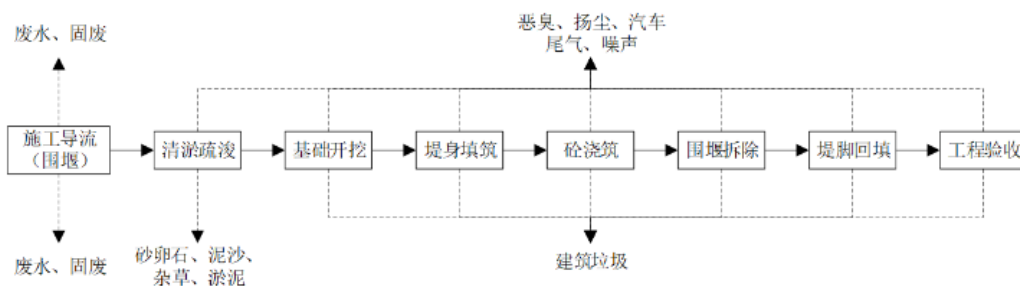 恶臭、扬尘、汽车
尾气、噪声
废水、固废
施工导流
（围堰）
清淤疏浚
基础开挖
堤身填筑
砼浇筑
围堰拆除
堤脚回填
工程验收
废水、固废
砂卵石、泥沙、
杂草、淤泥
建筑垃圾